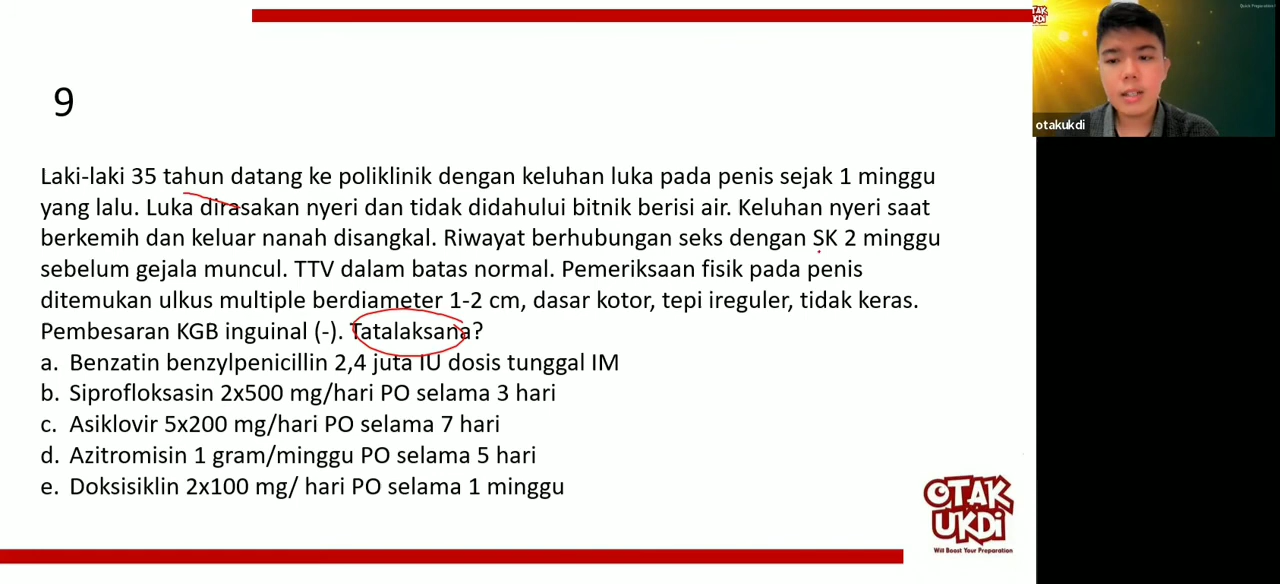 9
Laki-laki 35 tahun datang ke poliklinik dengan keluhan luka pada penis sejak 1 minggu
yang lalu. Luka dirasakan nyeri dan tidak didahului bitnik berisi air. Keluhan nyeri saat
berkemih dan keluar nanah disangkal. Riwayat berhubungan seks dengan SK 2 minggu
sebelum gejala muncul. TTV dalam batas normal. Pemeriksaan fisik pada penis
ditemukan ulkus multiple berdiameter 1-2 cm, dasar kotor, tepi ireguler, tidak keras.
Pembesaran KGB inguinal (-). Tatalaksana?
a. Benzatin benzylpenicillin 2,4 juta IU dosis tunggal IM
b. Siprofloksasin 2x500 mg/hari PO selama 3 hari
c. Asiklovir 5x200 mg/hari PO selama 7 hari
d. Azitromisin 1 gram/minggu PO selama 5 hari
e. Doksisiklin 2x100 mg/ hari PO selama 1 minggu
OTAK
UKDI
otakukdi
OTAK
UKDi
Will Boost Your Preparation